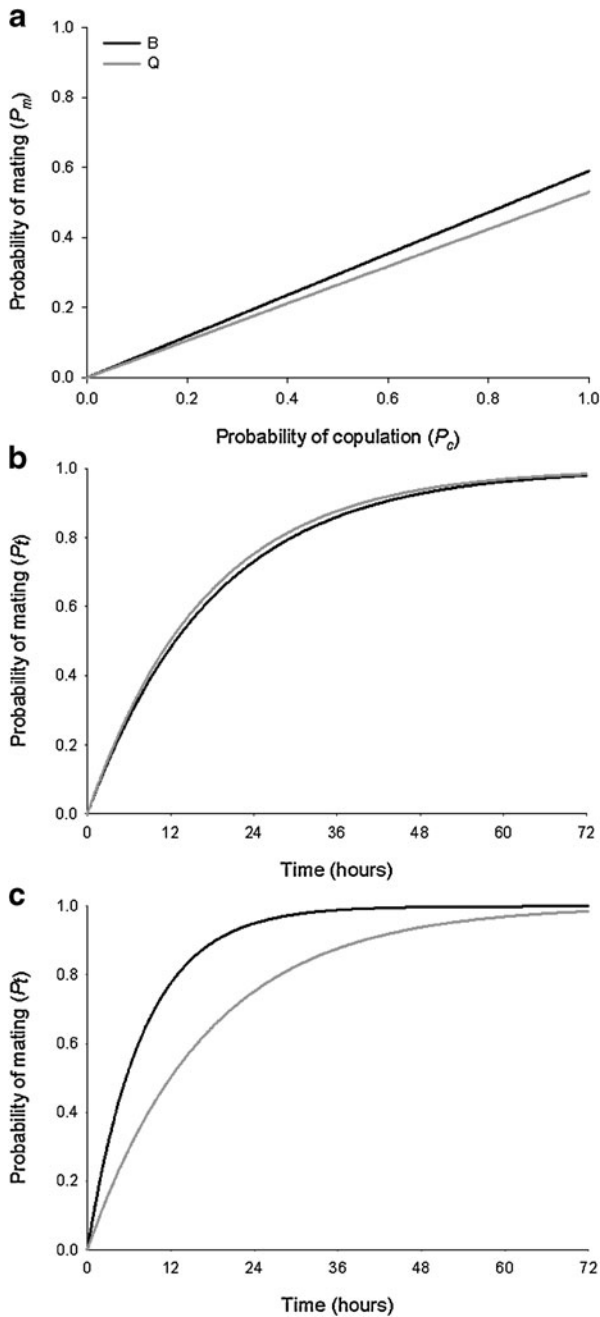 a
B
Q
Probability of mating (Pm)
1.0
0.8
0.6
0.4
0.2
0.0
0.0 0.2 0.4 0.6 0.8 1.0
Probability of copulation (Pc)
b
Probability of mating (Pt)
1.0
0.8
0.6
0.4
0.2
0.0
0 12 24 36 48 60 72
Time (hours)
c
Probability of mating (Pt)
1.0
0.8
0.6
0.4
0.2
0.0
0 12 24 36 48 60 72
Time (hours)